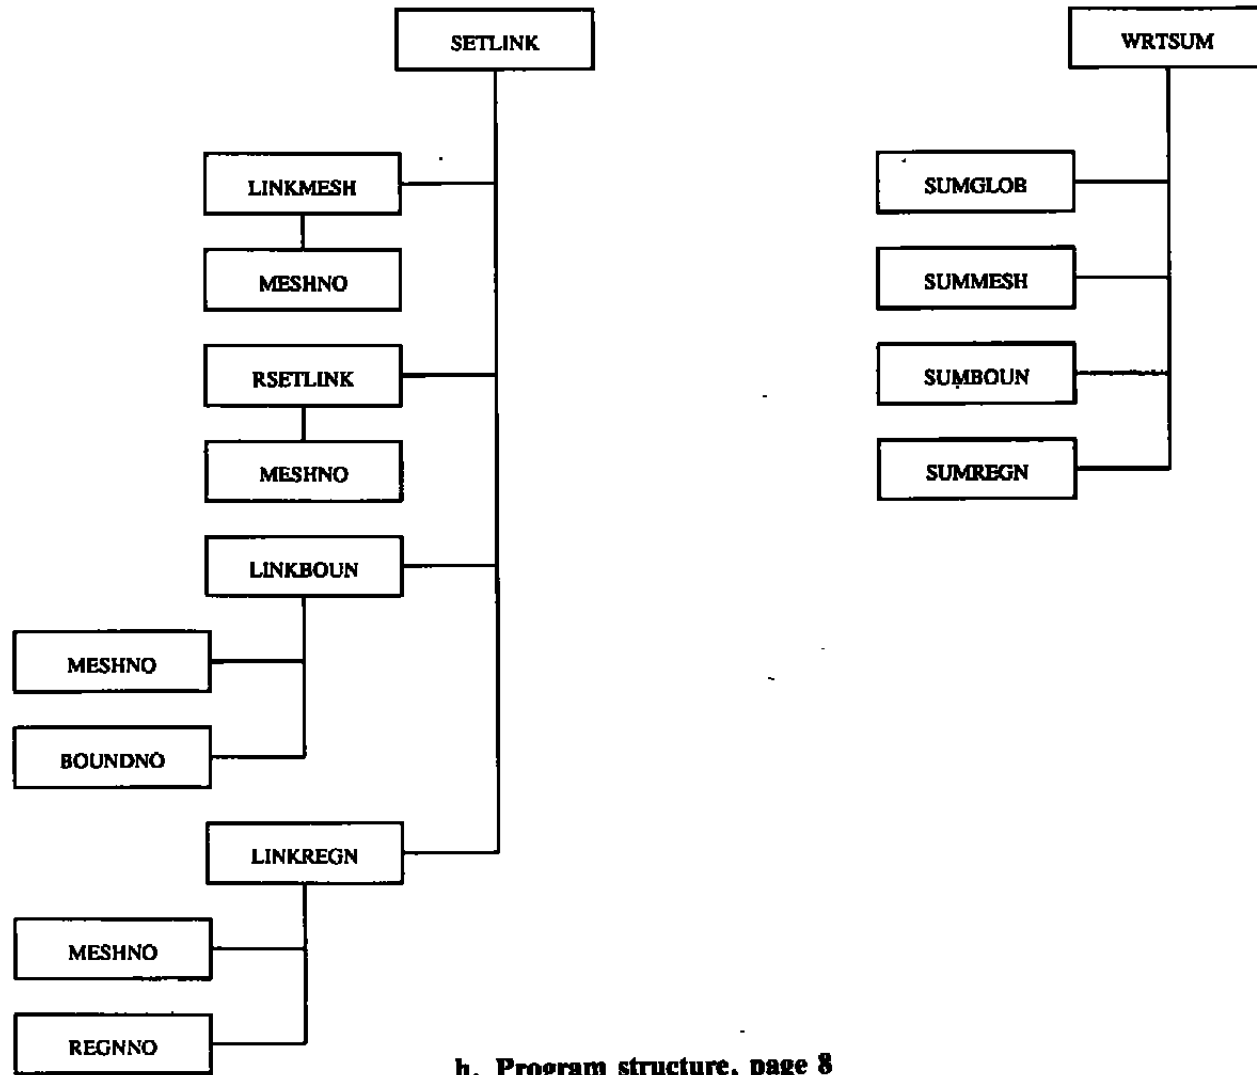 SETLINK
WRTSUM
LINKMESH
SUMGLOB
MESHNO
SUMMESH
RSETLINK
SUMBOUN
MESHNO
SUMREGN
LINKBOUN
MESHNO
BOUNDNO
LINKREGN
MESHNO
REGNNO
h. Program structure, page 8